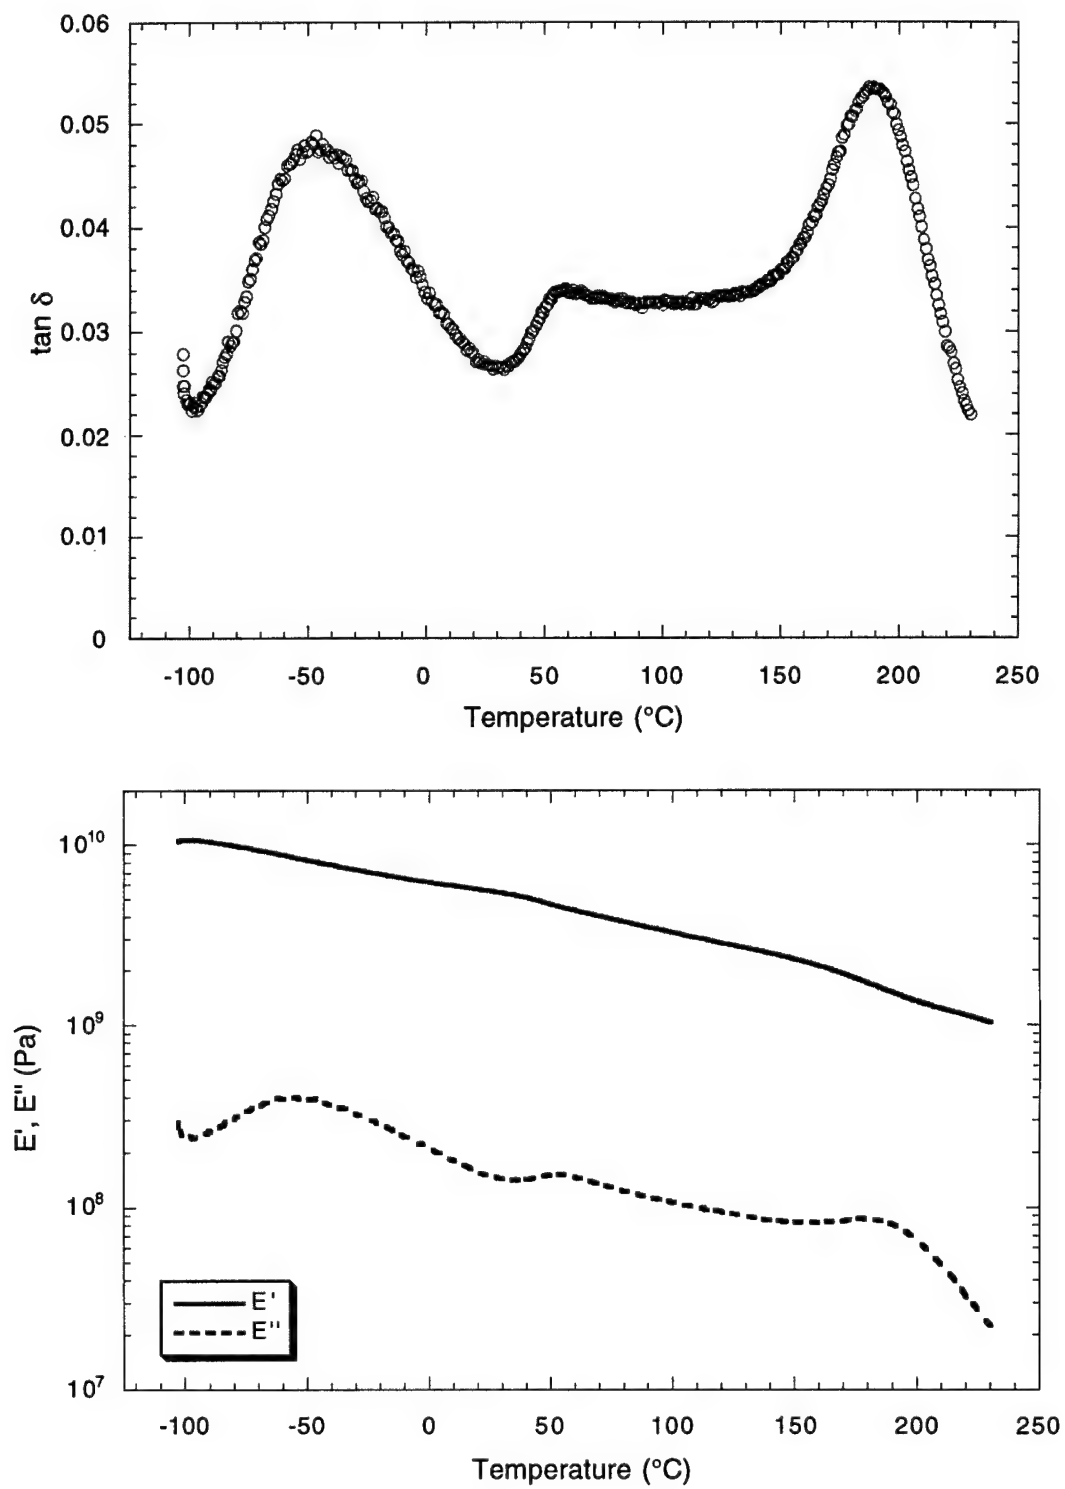 0.06
0.05
0.04
0.03
0.02
0.01
0
tan δ
-100 -50 0 50 100 150 200 250
Temperature (°C)
10¹⁰
10⁹
10⁸
10⁷
E', E'' (Pa)
E'
E''
-100 -50 0 50 100 150 200 250
Temperature (°C)